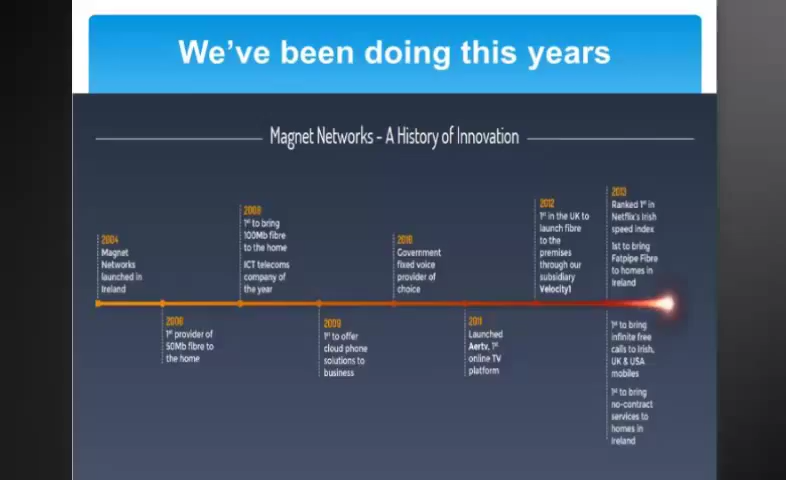 We've been doing this years
Magnet Networks – A History of Innovation
2004
Magnet
Networks
launched in
Ireland
2006
1st provider of
50Mb fibre to
the home
2008
1st to bring
100Mb fibre
to the home
ICT telecoms
company of
the year
2009
1st to offer
cloud phone
solutions to
business
2010
Government
fixed voice
provider of
choice
2011
Launched
Aertv, 1st
online TV
platform
2012
1st in the UK to
launch fibre
to the
premises
through our
subsidiary
Velocity1
2013
Ranked 1st in
Netflix's Irish
speed index
1st to bring
Fatpipe Fibre
to homes in
Ireland
1st to bring
infinite free
calls to Irish,
UK & USA
mobiles
1st to bring
no-contract
services to
homes in
Ireland